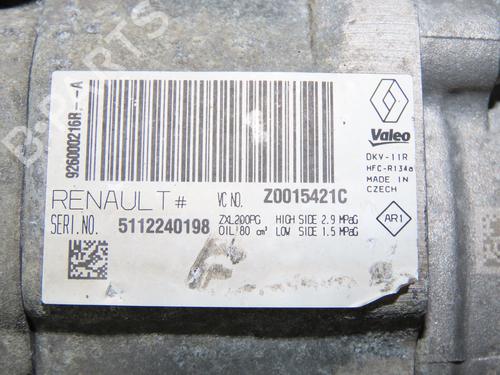 926000216R--A
Valeo
DKV-11R
HFC-R134a
MADE IN
CZECH
RENAULT # VC NO. Z0015421C
SERI.NO. 5112240198
ZXL200PG HIGH SIDE 2.9 MPaG
OIL 80 cm³ LOW SIDE 1.5 MPaG
AR1
B-PARTS